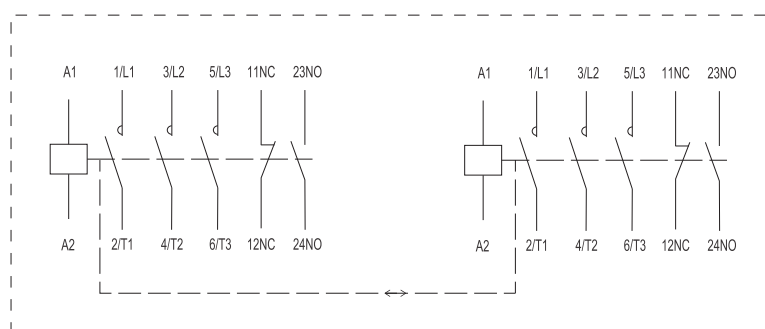 A1 1/L1 3/L2 5/L3 11NC 23NO A1 1/L1 3/L2 5/L3 11NC 23NO
A2 2/T1 4/T2 6/T3 12NC 24NO A2 2/T1 4/T2 6/T3 12NC 24NO